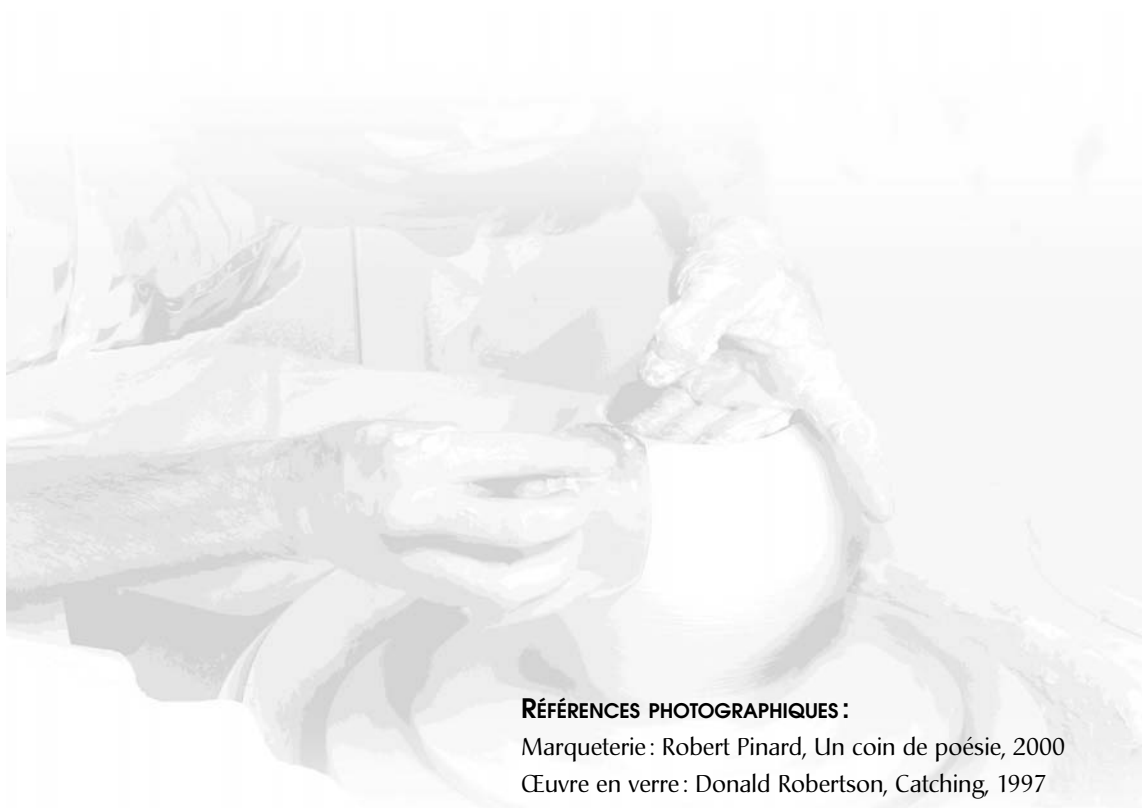 RÉFÉRENCES PHOTOGRAPHIQUES :
Marqueterie : Robert Pinard, Un coin de poésie, 2000
Œuvre en verre : Donald Robertson, Catching, 1997